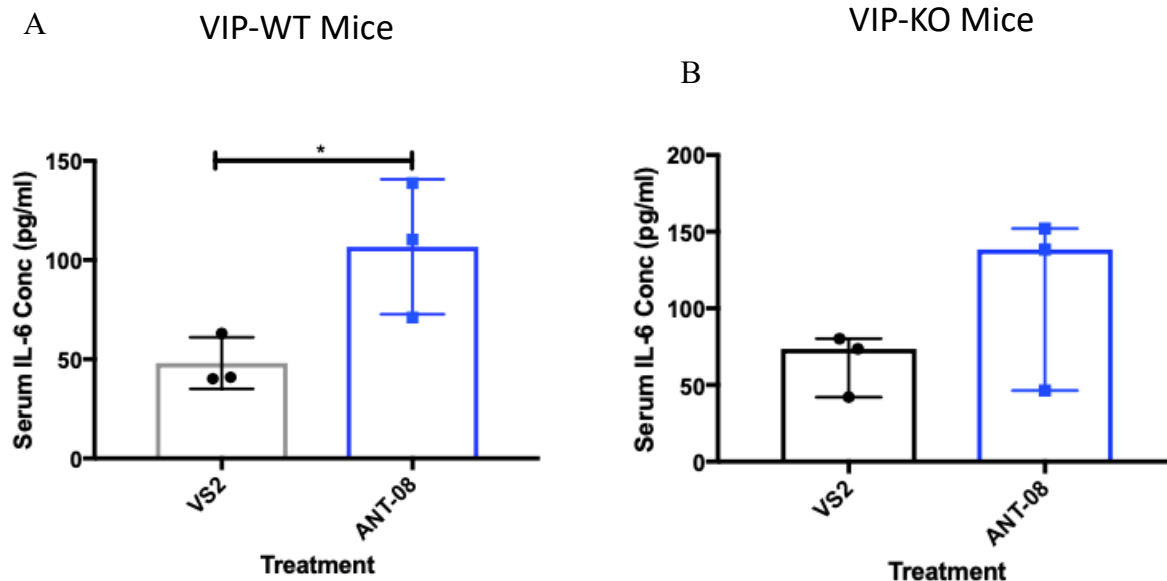 A
VIP-WT Mice
Serum IL-6 Conc (pg/ml)
150
100
50
0
*
VS2
ANT-08
Treatment
VIP-KO Mice
B
Serum IL-6 Conc (pg/ml)
200
150
100
50
0
VS2
ANT-08
Treatment